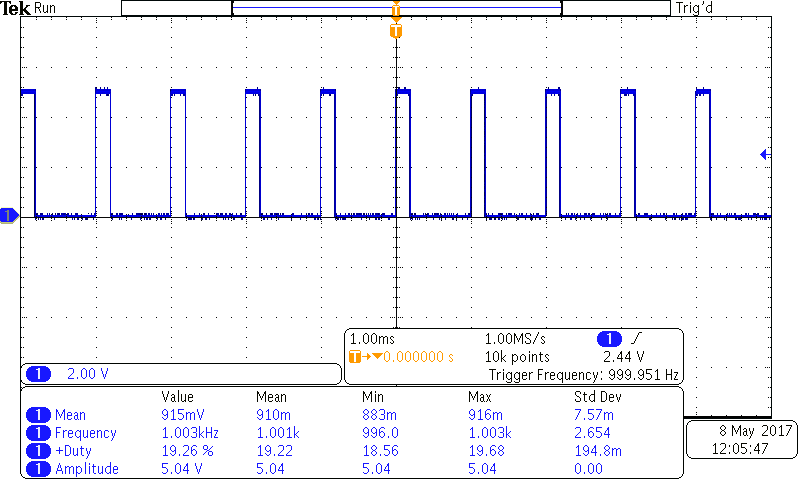 Tek Run Trig'd
T
T
1
1.00ms 1.00MS/s 1
T→▼0.000000 s 10k points 2.44 V
Trigger Frequency: 999.951 Hz
1 2.00 V
Value Mean Min Max Std Dev
1 Mean 915mV 910m 883m 916m 7.57m
1 Frequency 1.003kHz 1.001k 996.0 1.003k 2.654
1 +Duty 19.26 % 19.22 18.56 19.68 194.8m
1 Amplitude 5.04 V 5.04 5.04 5.04 0.00
8 May 2017
12:05:47